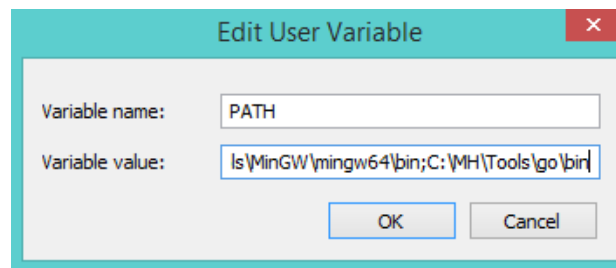 Edit User Variable
Variable name: PATH
Variable value: ls\MinGW\mingw64\bin;C:\MH\Tools\go\bin
OK Cancel